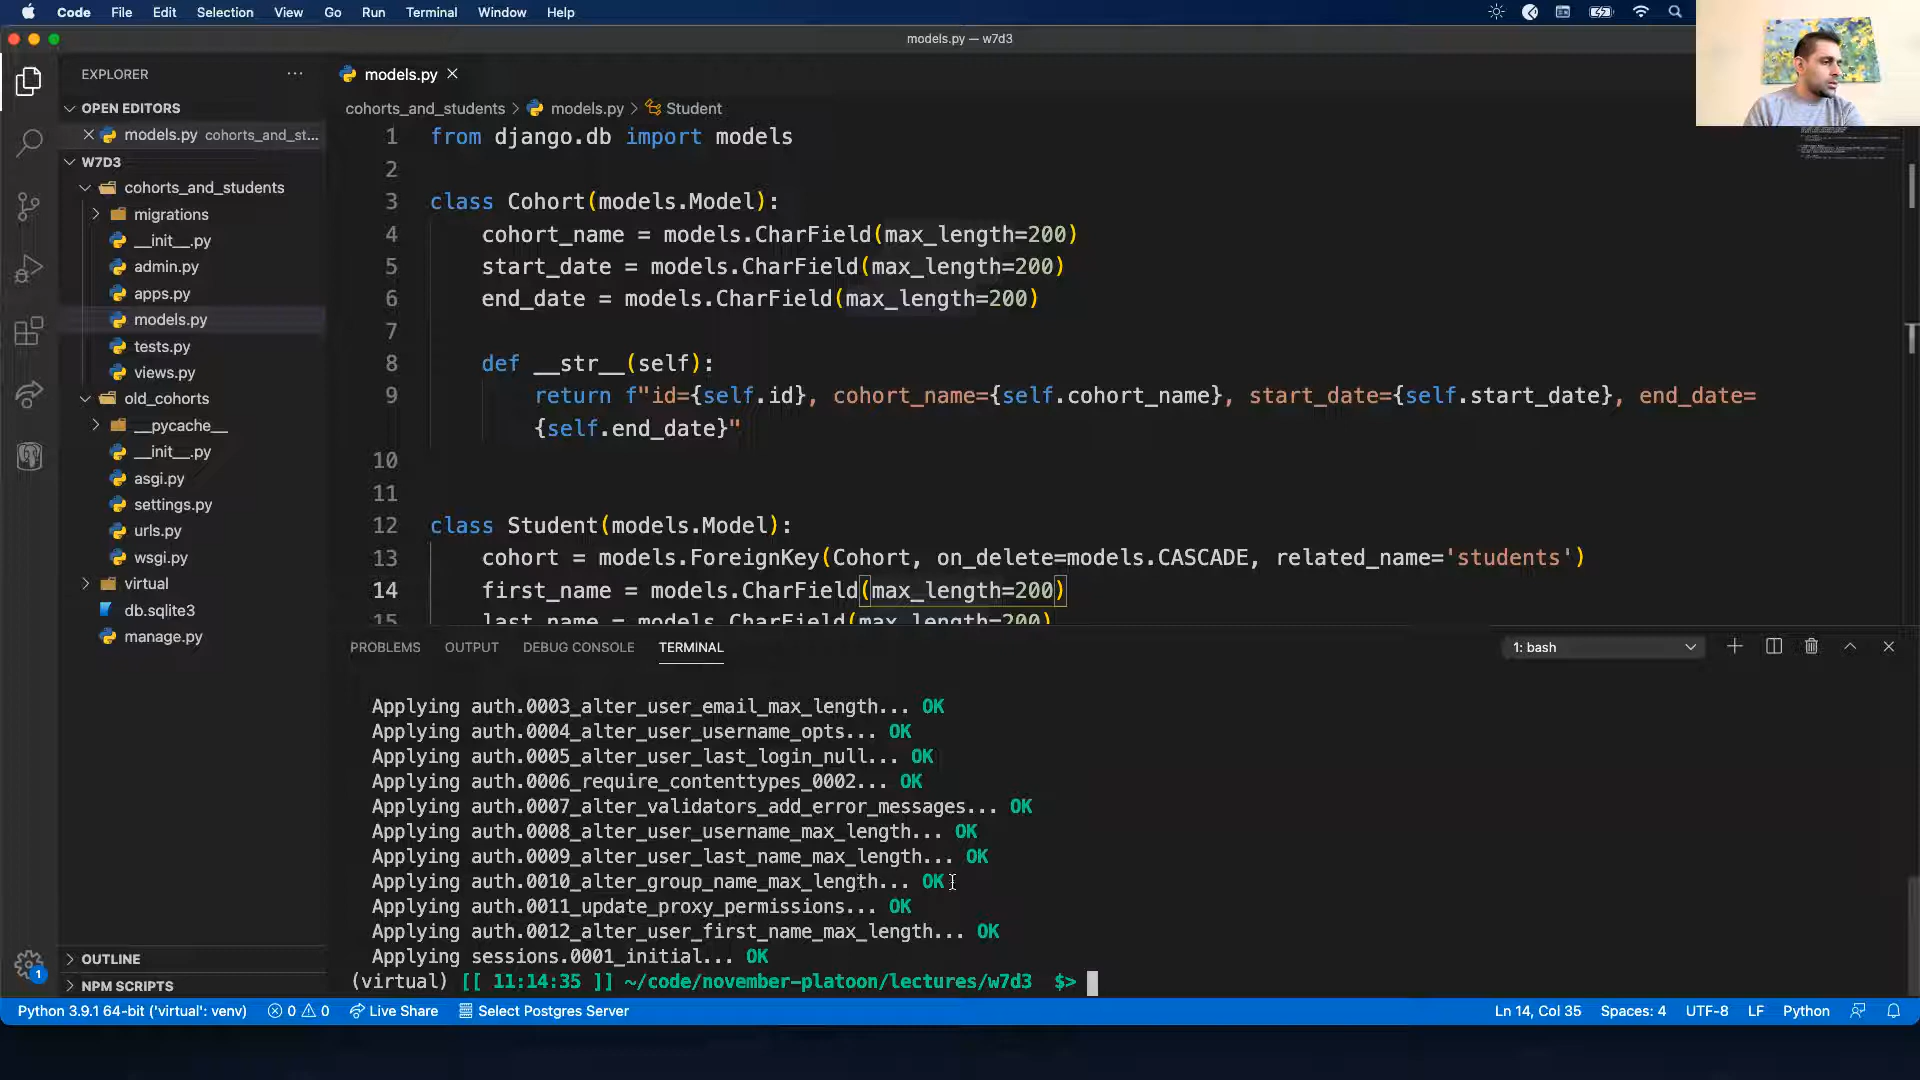 Code File Edit Selection View Go Run Terminal Window Help
models.py — w7d3
EXPLORER
models.py
OPEN EDITORS
cohorts_and_students > models.py > Student
models.py cohorts_and_st...
W7D3
cohorts_and_students
migrations
__init__.py
admin.py
apps.py
models.py
tests.py
views.py
old_cohorts
__pycache__
__init__.py
asgi.py
settings.py
urls.py
wsgi.py
virtual
db.sqlite3
manage.py
OUTLINE
NPM SCRIPTS
1
1 from django.db import models
2
3 class Cohort(models.Model):
4 cohort_name = models.CharField(max_length=200)
5 start_date = models.CharField(max_length=200)
6 end_date = models.CharField(max_length=200)
7
8 def __str__(self):
9 return f"id={self.id}, cohort_name={self.cohort_name}, start_date={self.start_date}, end_date=
{self.end_date}"
10
11
12 class Student(models.Model):
13 cohort = models.ForeignKey(Cohort, on_delete=models.CASCADE, related_name='students')
14 first_name = models.CharField(max_length=200)
15 last_name = models.CharField(max_length=200)
PROBLEMS OUTPUT DEBUG CONSOLE TERMINAL 1: bash
Applying auth.0003_alter_user_email_max_length... OK
Applying auth.0004_alter_user_username_opts... OK
Applying auth.0005_alter_user_last_login_null... OK
Applying auth.0006_require_contenttypes_0002... OK
Applying auth.0007_alter_validators_add_error_messages... OK
Applying auth.0008_alter_user_username_max_length... OK
Applying auth.0009_alter_user_last_name_max_length... OK
Applying auth.0010_alter_group_name_max_length... OK
Applying auth.0011_update_proxy_permissions... OK
Applying auth.0012_alter_user_first_name_max_length... OK
Applying sessions.0001_initial... OK
(virtual) [[ 11:14:35 ]] ~/code/november-platoon/lectures/w7d3 $>
Python 3.9.1 64-bit ('virtual': venv) 0 0 Live Share Select Postgres Server Ln 14, Col 35 Spaces: 4 UTF-8 LF Python